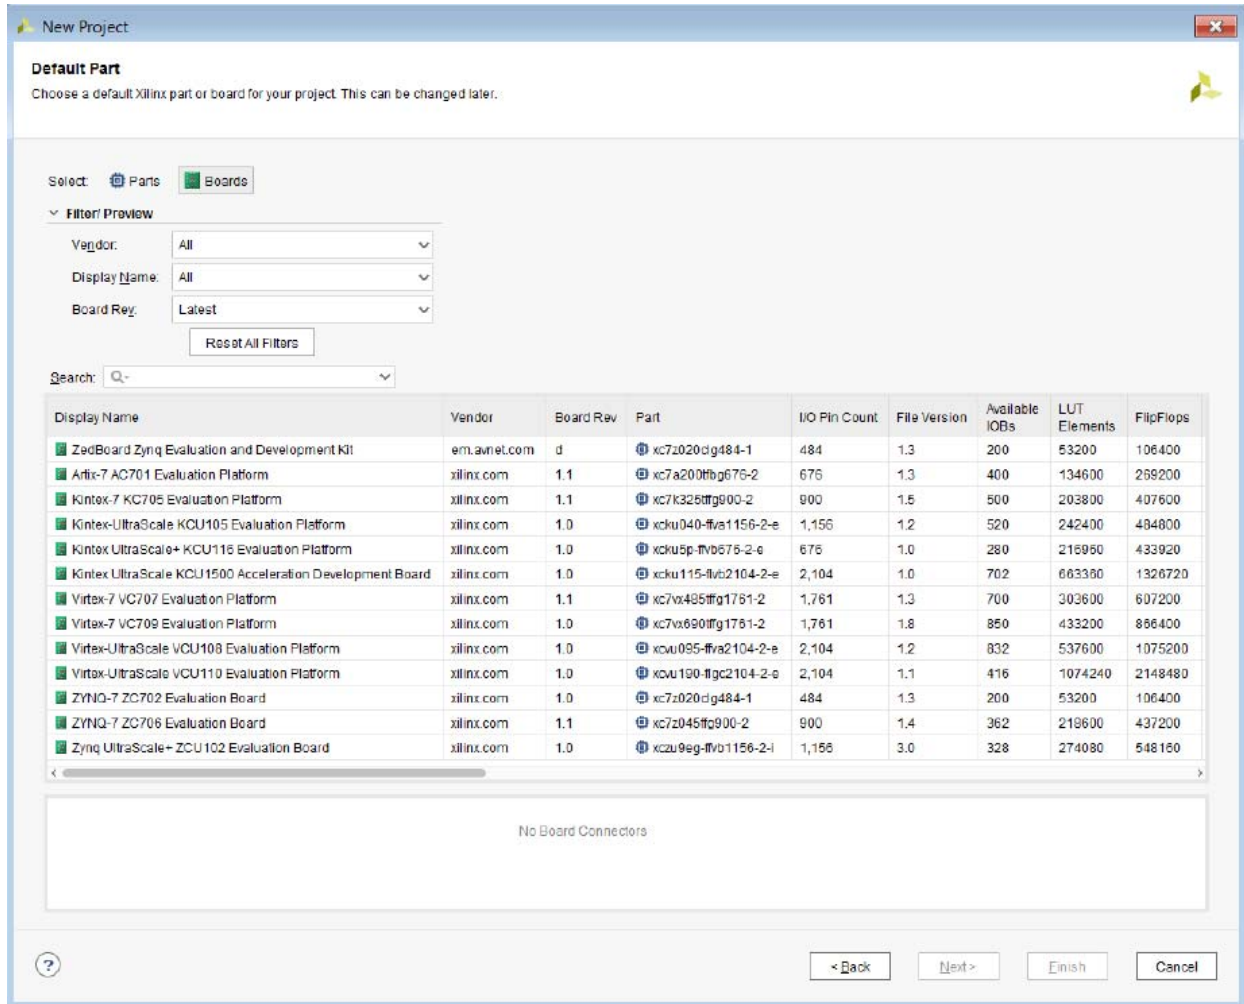 New Project
Default Part
Choose a default Xilinx part or board for your project. This can be changed later.
Select: Parts Boards
Filter/ Preview
Vendor: All
Display Name: All
Board Rev: Latest
Reset All Filters
Search:
Display Name Vendor Board Rev Part I/O Pin Count File Version Available IOBs LUT Elements FlipFlops
ZedBoard Zynq Evaluation and Development Kit em.avnet.com d xc7z020clg484-1 484 1.3 200 53200 106400
Artix-7 AC701 Evaluation Platform xilinx.com 1.1 xc7a200tfbg676-2 676 1.3 400 134600 269200
Kintex-7 KC705 Evaluation Platform xilinx.com 1.1 xc7k325tffg900-2 900 1.5 500 203800 407600
Kintex-UltraScale KCU105 Evaluation Platform xilinx.com 1.0 xcku040-ffva1156-2-e 1,156 1.2 520 242400 484800
Kintex UltraScale+ KCU116 Evaluation Platform xilinx.com 1.0 xcku5p-ffvb676-2-e 676 1.0 280 216960 433920
Kintex UltraScale KCU1500 Acceleration Development Board xilinx.com 1.0 xcku115-flvb2104-2-e 2,104 1.0 702 663360 1326720
Virtex-7 VC707 Evaluation Platform xilinx.com 1.1 xc7vx485tffg1761-2 1,761 1.3 700 303600 607200
Virtex-7 VC709 Evaluation Platform xilinx.com 1.0 xc7vx690tffg1761-2 1,761 1.8 850 433200 866400
Virtex-UltraScale VCU108 Evaluation Platform xilinx.com 1.0 xcvu095-ffva2104-2-e 2,104 1.2 832 537600 1075200
Virtex-UltraScale VCU110 Evaluation Platform xilinx.com 1.0 xcvu190-flgc2104-2-e 2,104 1.1 416 1074240 2148480
ZYNQ-7 ZC702 Evaluation Board xilinx.com 1.0 xc7z020clg484-1 484 1.3 200 53200 106400
ZYNQ-7 ZC706 Evaluation Board xilinx.com 1.1 xc7z045ffg900-2 900 1.4 362 218600 437200
Zynq UltraScale+ ZCU102 Evaluation Board xilinx.com 1.0 xczu9eg-ffvb1156-2-i 1,156 3.0 328 274080 548160
No Board Connectors
? < Back Next > Finish Cancel